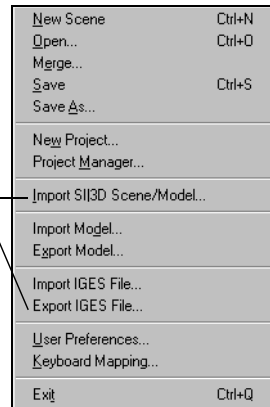 New Scene Ctrl+N
Open... Ctrl+O
Merge...
Save Ctrl+S
Save As...
New Project...
Project Manager...
Import SI|3D Scene/Model...
Import Model...
Export Model...
Import IGES File...
Export IGES File...
User Preferences...
Keyboard Mapping...
Exit Ctrl+Q